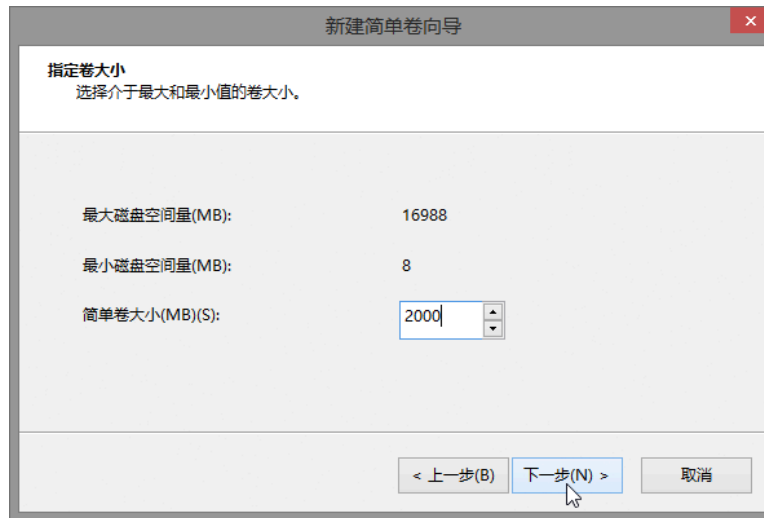 新建简单卷向导
指定卷大小
选择介于最大和最小值的卷大小。
最大磁盘空间量(MB): 16988
最小磁盘空间量(MB): 8
简单卷大小(MB)(S): 2000
< 上一步(B) 下一步(N) > 取消